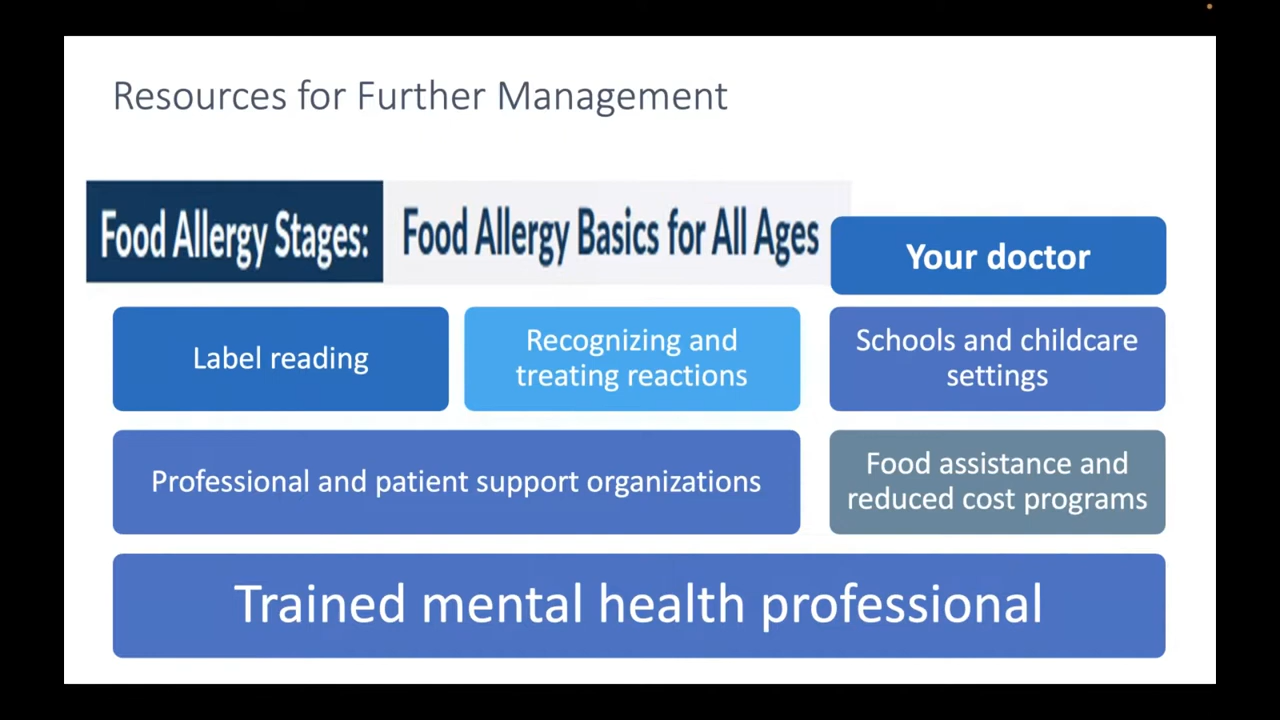 Resources for Further Management
Food Allergy Stages: Food Allergy Basics for All Ages
Your doctor
Label reading
Recognizing and
treating reactions
Schools and childcare
settings
Professional and patient support organizations
Food assistance and
reduced cost programs
Trained mental health professional